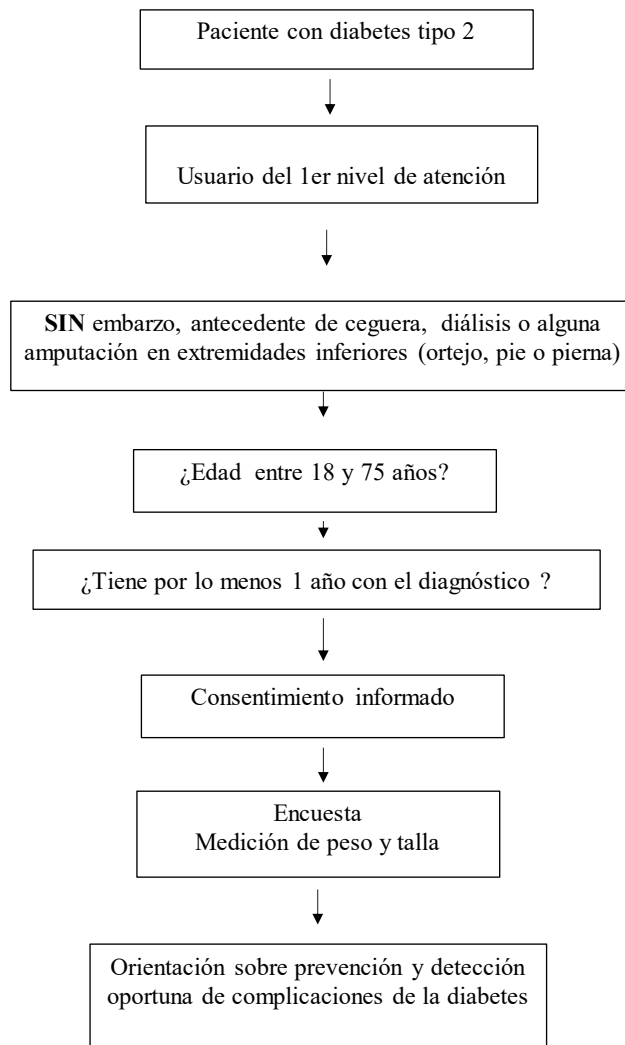 Paciente con diabetes tipo 2
Usuario del 1er nivel de atención
SIN embarzo, antecedente de ceguera, diálisis o alguna
amputación en extremidades inferiores (ortejo, pie o pierna)
¿Edad entre 18 y 75 años?
¿Tiene por lo menos 1 año con el diagnóstico ?
Consentimiento informado
Encuesta
Medición de peso y talla
Orientación sobre prevención y detección
oportuna de complicaciones de la diabetes